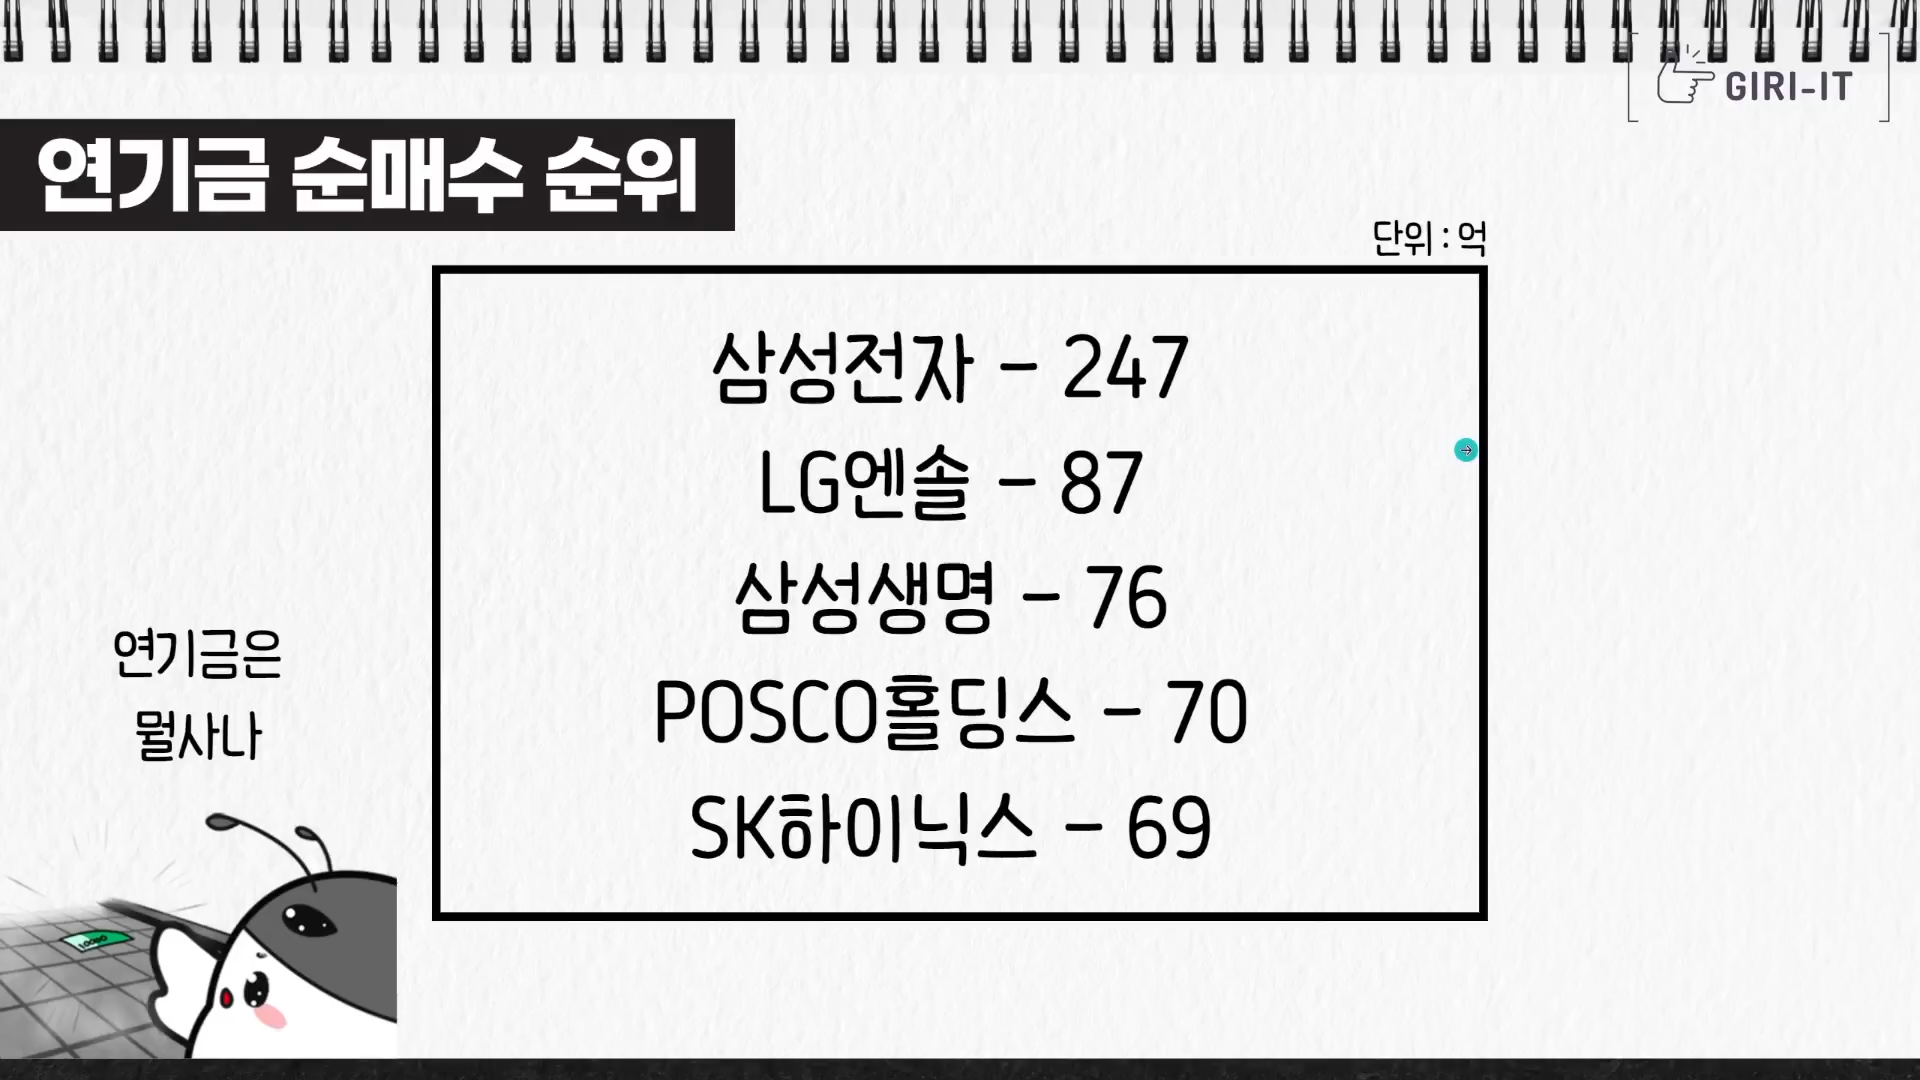 GIRI-IT
연기금 순매수 순위
단위 : 억
삼성전자 - 247
LG엔솔 - 87
삼성생명 - 76
POSCO홀딩스 - 70
SK하이닉스 - 69
연기금은
뭘사나
10000